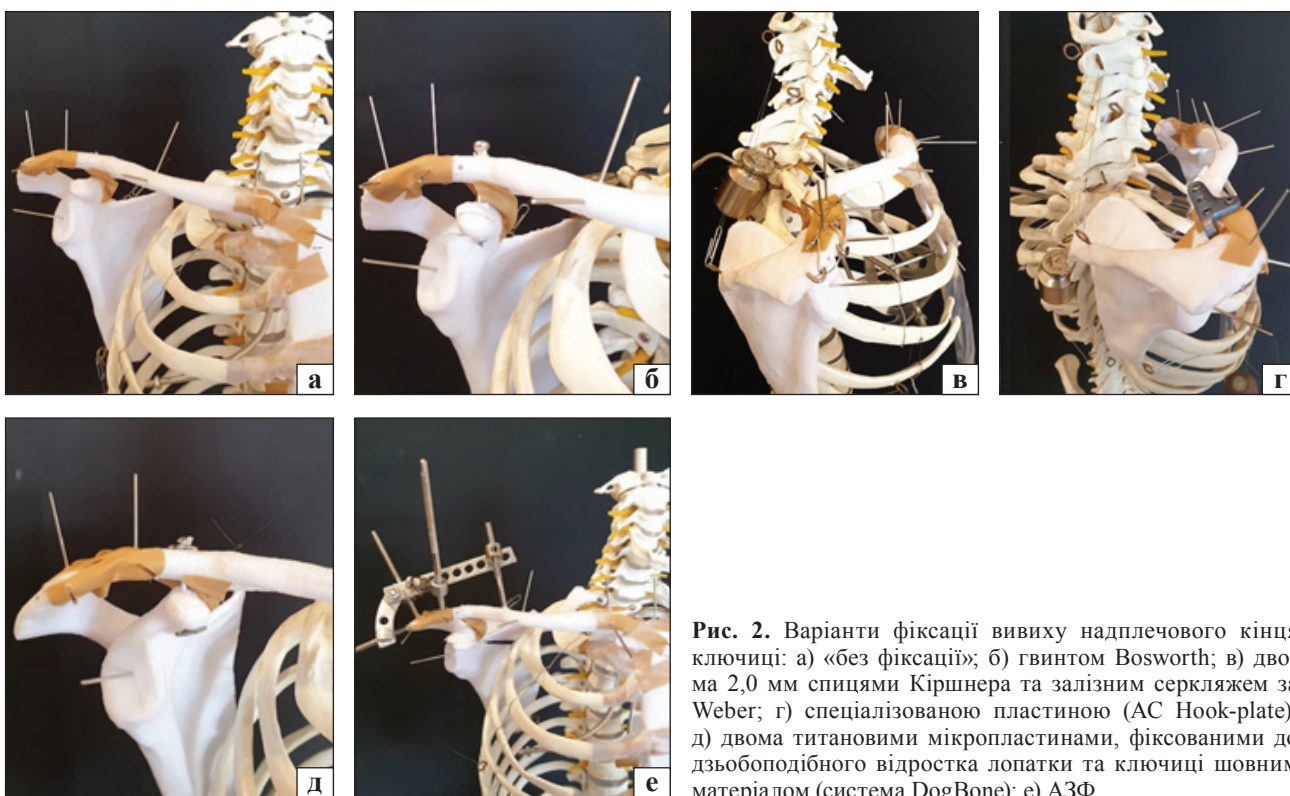 а
б
в
г
д
е
Рис. 2. Варіанти фіксації вивиху надплечового кінця
ключиці: а) «без фіксації»; б) гвинтом Bosworth; в) дво-
ма 2,0 мм спицями Кіршнера та залізним серкляжем за
Weber; г) спеціалізованою пластиною (AC Hook-plate)
д) двома титановими мікропластинами, фіксованими до
дзьобоподібного відростка лопатки та ключиці шовним
матеріалом (система DogBone); е) АЗФ